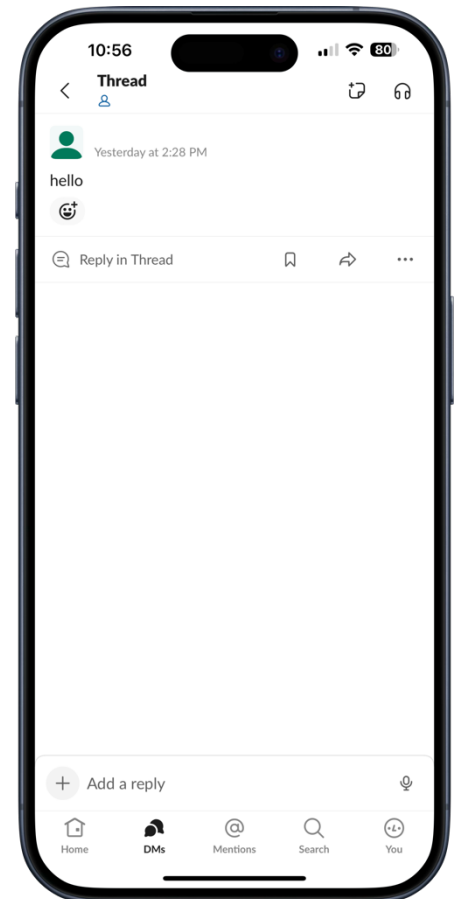 10:56
80
Thread
Yesterday at 2:28 PM
hello
Reply in Thread
Add a reply
Home
DMs
Mentions
Search
You